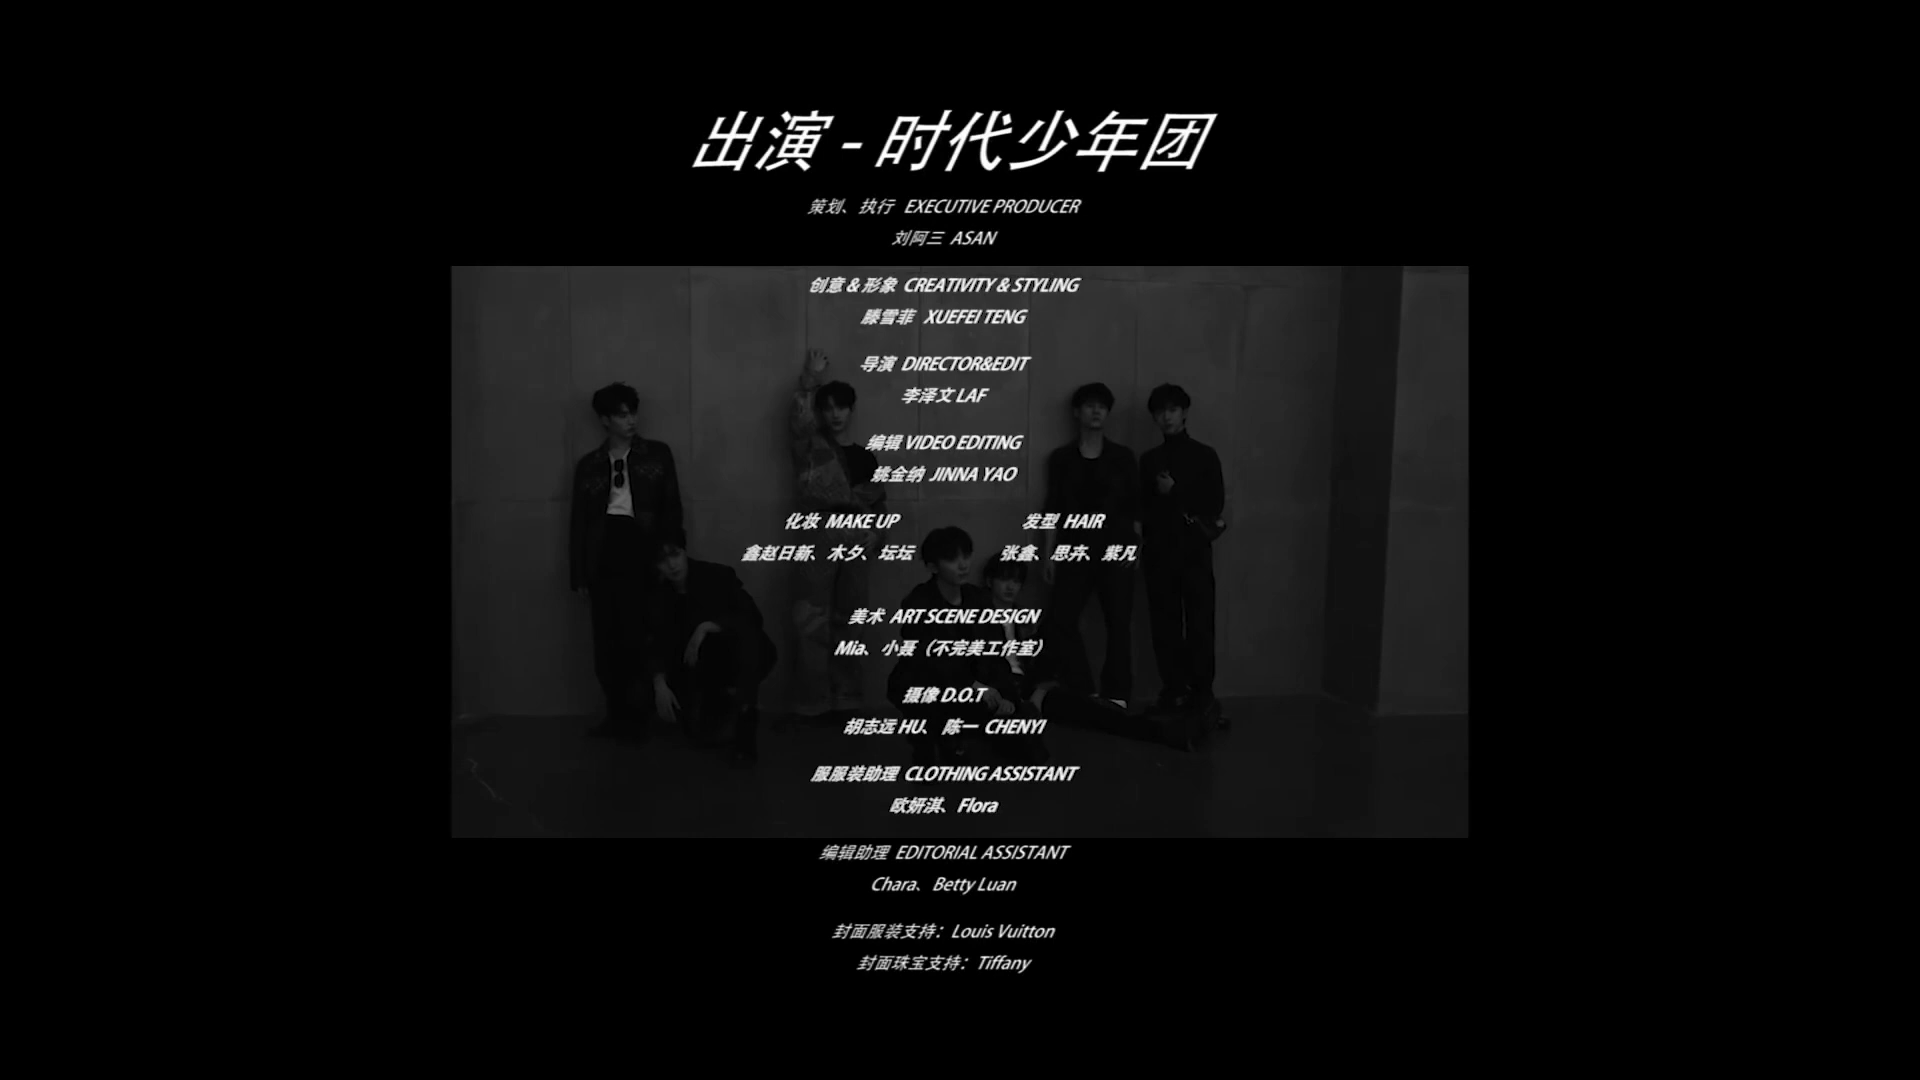 出演 - 时代少年团
策划、执行 EXECUTIVE PRODUCER
刘阿三 ASAN
创意 & 形象 CREATIVITY & STYLING
滕雪菲 XUEFEI TENG
导演 DIRECTOR&EDIT
李泽文 LAF
编辑 VIDEO EDITING
姚金纳 JINNA YAO
化妆 MAKE UP 发型 HAIR
鑫赵日新、木夕、坛坛 张鑫、思卉、紫凡
美术 ART SCENE DESIGN
Mia、小聂（不完美工作室）
摄像 D.O.T
胡志远 HU、 陈一 CHENYI
服服装助理 CLOTHING ASSISTANT
欧妍淇、Flora
编辑助理 EDITORIAL ASSISTANT
Chara、Betty Luan
封面服装支持：Louis Vuitton
封面珠宝支持：Tiffany